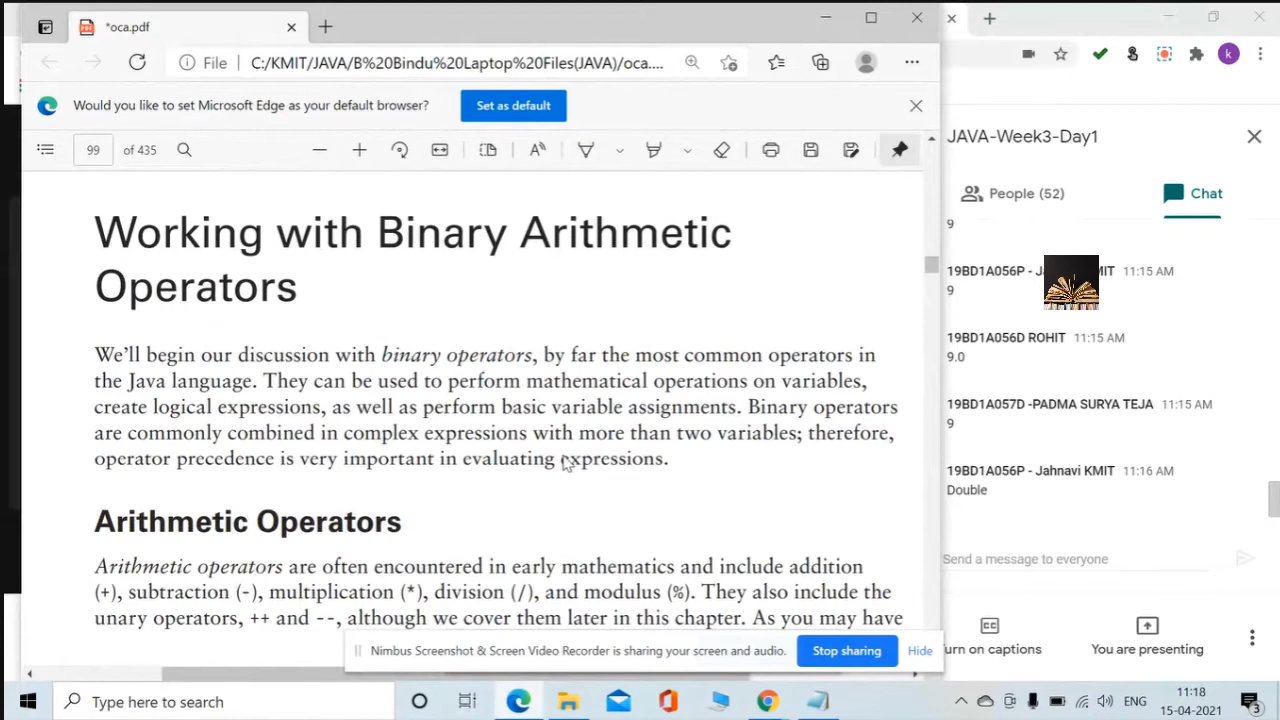 *oca.pdf
File
C:/KMIT/JAVA/B%20Bindu%20Laptop%20Files(JAVA)/oca....
Would you like to set Microsoft Edge as your default browser?
Set as default
99 of 435
Working with Binary Arithmetic
Operators
We'll begin our discussion with binary operators, by far the most common operators in
the Java language. They can be used to perform mathematical operations on variables,
create logical expressions, as well as perform basic variable assignments. Binary operators
are commonly combined in complex expressions with more than two variables; therefore,
operator precedence is very important in evaluating expressions.
Arithmetic Operators
Arithmetic operators are often encountered in early mathematics and include addition
(+), subtraction (-), multiplication (*), division (/), and modulus (%). They also include the
unary operators, ++ and --, although we cover them later in this chapter. As you may have
Nimbus Screenshot & Screen Video Recorder is sharing your screen and audio.
Stop sharing
Hide
k
JAVA-Week3-Day1
People (52)
Chat
9
19BD1A056P - MIT 11:15 AM
9
19BD1A056D ROHIT 11:15 AM
9.0
19BD1A057D -PADMA SURYA TEJA 11:15 AM
9
19BD1A056P - Jahnavi KMIT 11:16 AM
Double
Send a message to everyone
urn on captions
You are presenting
Type here to search
ENG
11:18
15-04-2021
3